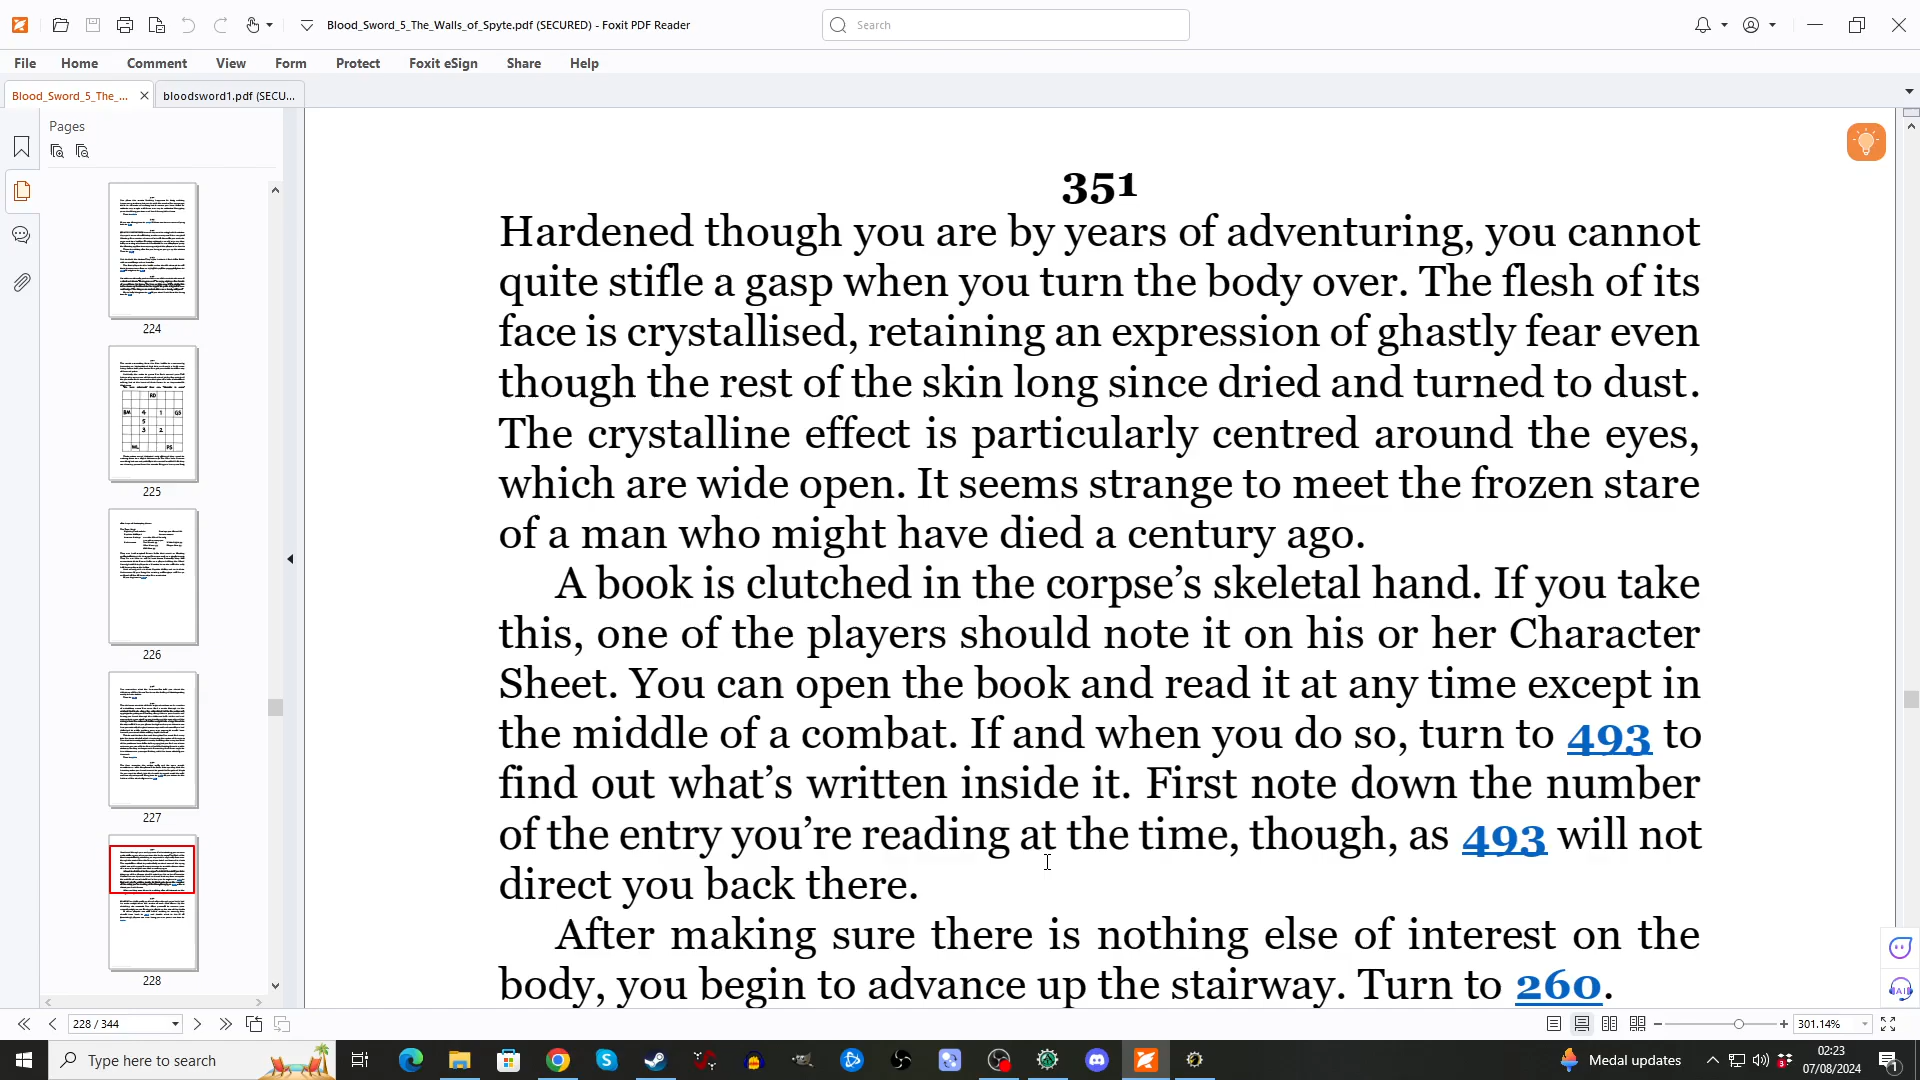 Blood_Sword_5_The_Walls_of_Spyte.pdf (SECURED) - Foxit PDF Reader
Search
File Home Comment View Form Protect Foxit eSign Share Help
Blood_Sword_5_The_...
bloodsword1.pdf (SECU...
Pages
224
225
226
227
228
351
Hardened though you are by years of adventuring, you cannot
quite stifle a gasp when you turn the body over. The flesh of its
face is crystallised, retaining an expression of ghastly fear even
though the rest of the skin long since dried and turned to dust.
The crystalline effect is particularly centred around the eyes,
which are wide open. It seems strange to meet the frozen stare
of a man who might have died a century ago.
A book is clutched in the corpse’s skeletal hand. If you take
this, one of the players should note it on his or her Character
Sheet. You can open the book and read it at any time except in
the middle of a combat. If and when you do so, turn to 493 to
find out what’s written inside it. First note down the number
of the entry you’re reading at the time, though, as 493 will not
direct you back there.
After making sure there is nothing else of interest on the
body, you begin to advance up the stairway. Turn to 260.
228 / 344
301.14%
Type here to search
Medal updates
02:23
07/08/2024